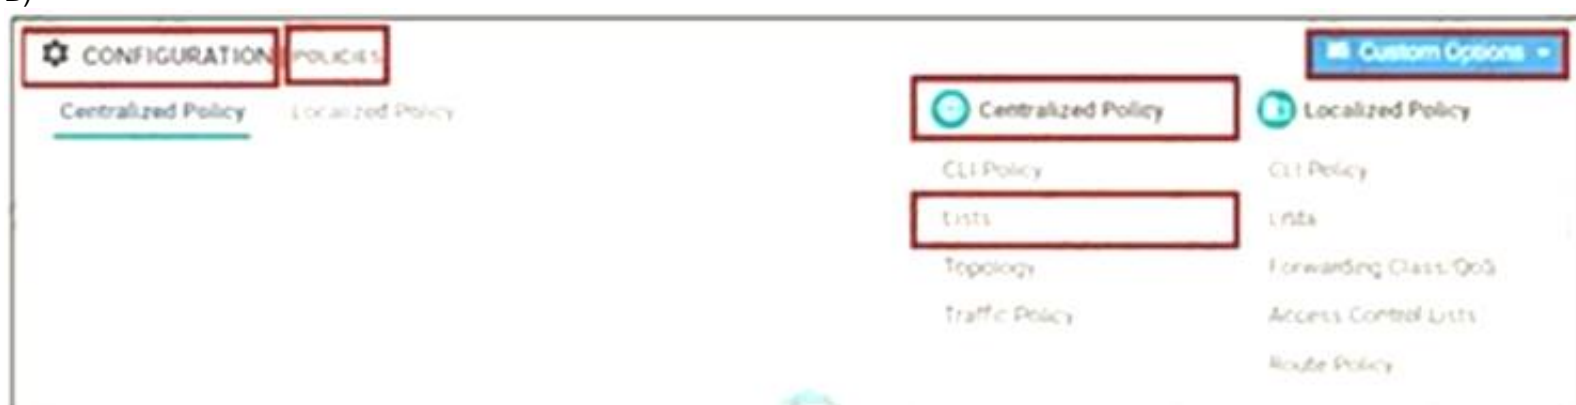 CONFIGURATION POLICIES
Custom Options
Centralized Policy Localized Policy
Centralized Policy
CLI Policy
Lists
Topology
Traffic Policy
Localized Policy
CLI Policy
Lists
Forwarding Class/QoS
Access Control Lists
Route Policy